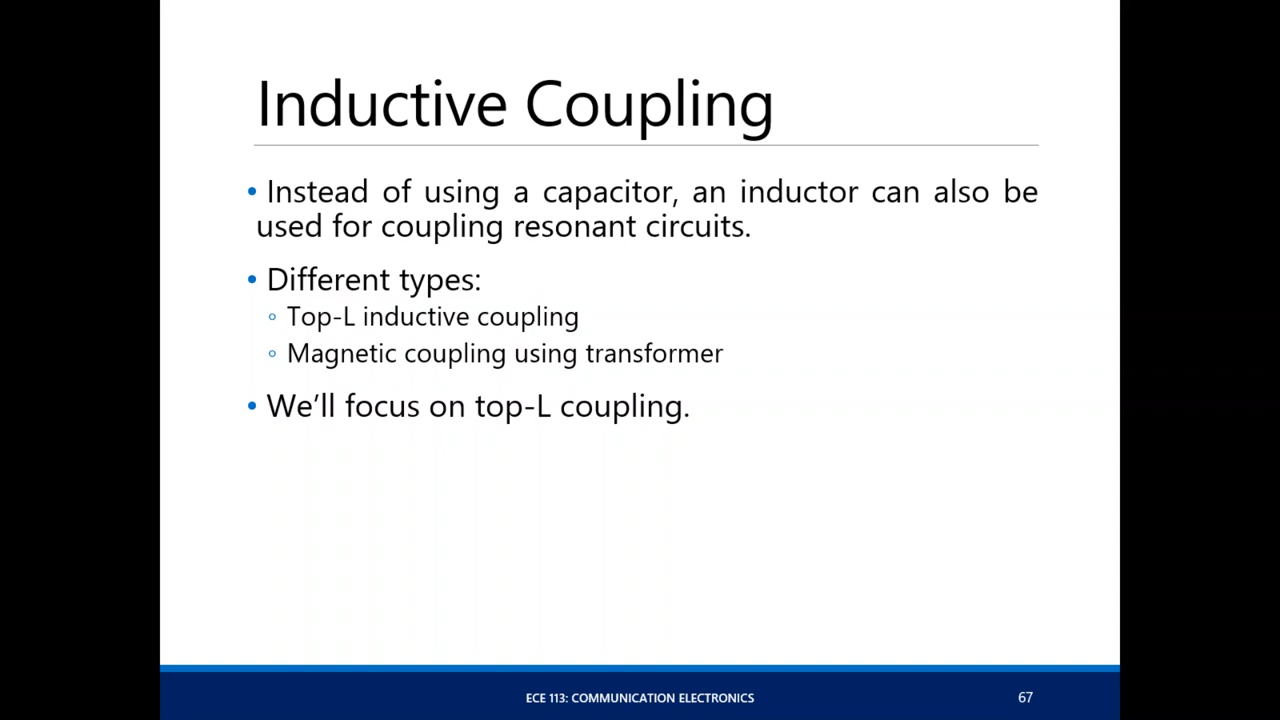 Inductive Coupling
• Instead of using a capacitor, an inductor can also be
used for coupling resonant circuits.
• Different types:
◦ Top-L inductive coupling
◦ Magnetic coupling using transformer
• We’ll focus on top-L coupling.
ECE 113: COMMUNICATION ELECTRONICS
67